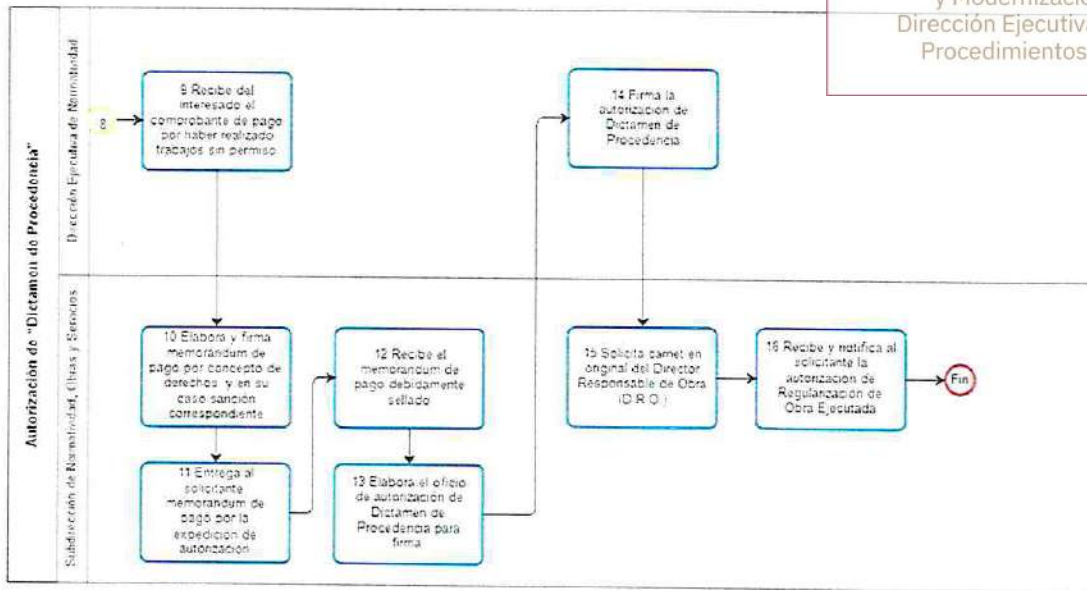 y Modernizació
Dirección Ejecutiva
Procedimientos
Autorización de "Dictamen de Procedencia"
Dirección Ejecutiva de Normatividad
8
9 Recibe del
interesado el
comprobante de pago
por haber realizado
trabajos sin permiso
14 Firma la
autorización de
Dictamen de
Procedencia
Subdirección de Normatividad, Obras y Servicios
10 Elabora y firma
memorándum de
pago por concepto de
derechos y en su
caso sanción
correspondiente
11 Entrega al
solicitante
memorándum de
pago por la
expedición de
autorización
12 Recibe el
memorándum de
pago debidamente
sellado
13 Elabora el oficio
de autorización de
Dictamen de
Procedencia para
firma
15 Solicita carnet en
original del Director
Responsable de Obra
(D.R.O.)
16 Recibe y notifica al
solicitante la
autorización de
Regularización de
Obra Ejecutada
Fin